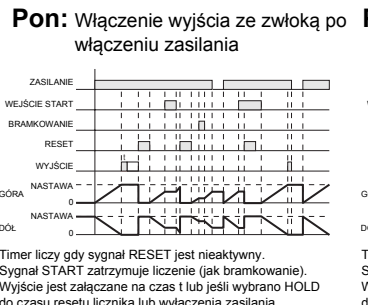 Pon: Włączenie wyjścia ze zwłoką po
włączeniu zasilania
ZASILANIE
WEJŚCIE START
BRAMKOWANIE
RESET
WYJŚCIE
t
GÓRA
NASTAWA
0
DÓŁ
NASTAWA
0
Timer liczy gdy sygnał RESET jest nieaktywny.
Sygnał START zatrzymuje liczenie (jak bramkowanie).
Wyjście jest załączane na czas t lub jeśli wybrano HOLD
do czasu resetu licznika lub wyłączenia zasilania